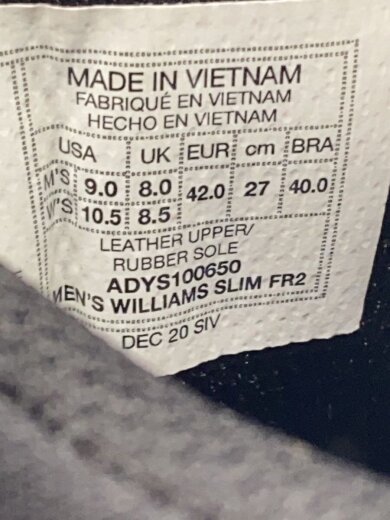 MADE IN VIETNAM
FABRIQUÉ EN VIETNAM
HECHO EN VIETNAM
USA UK EUR cm BRA
M'S 9.0 8.0 42.0 27 40.0
W'S 10.5 8.5
LEATHER UPPER/
RUBBER SOLE
ADYS100650
MEN'S WILLIAMS SLIM FR2
DEC 20 SIV